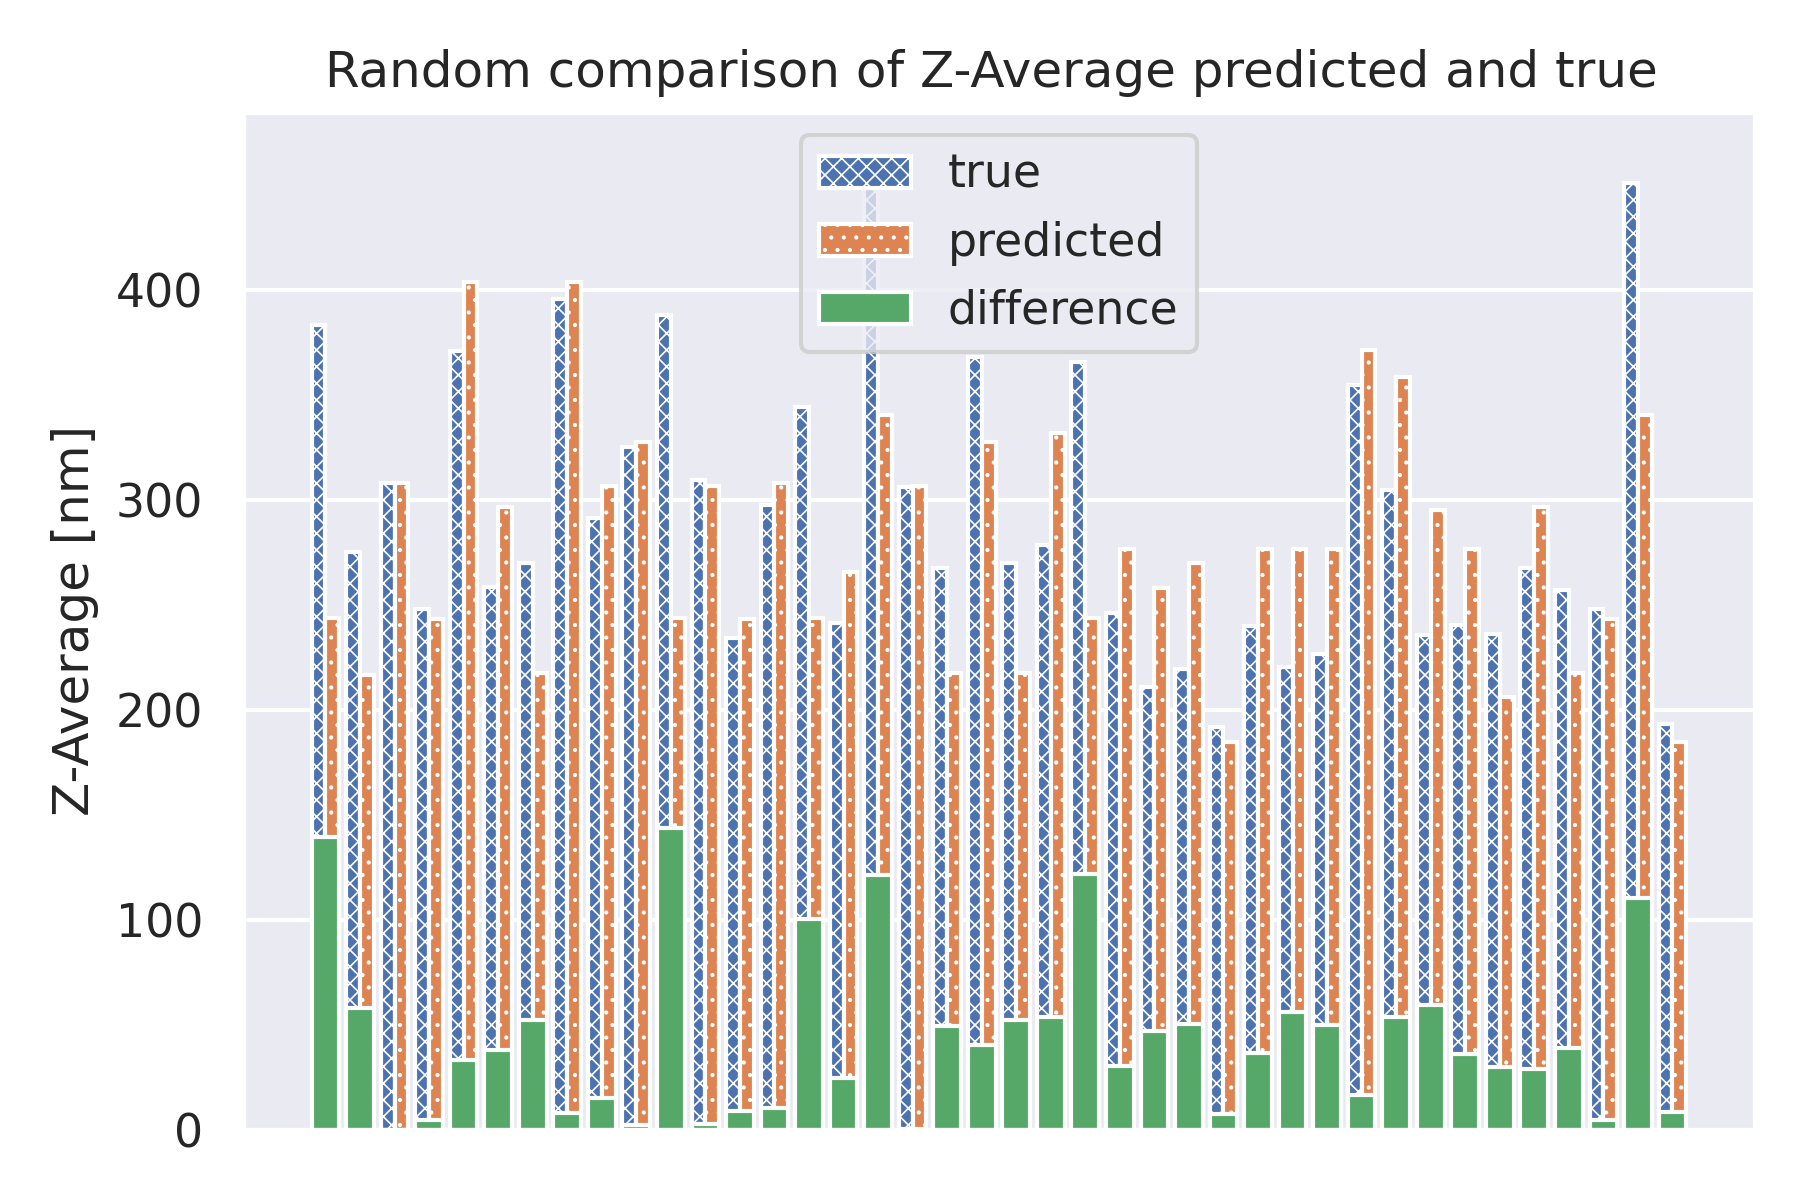 Random comparison of Z-Average predicted and true
true
predicted
difference
Z-Average [nm]
400
300
200
100
0